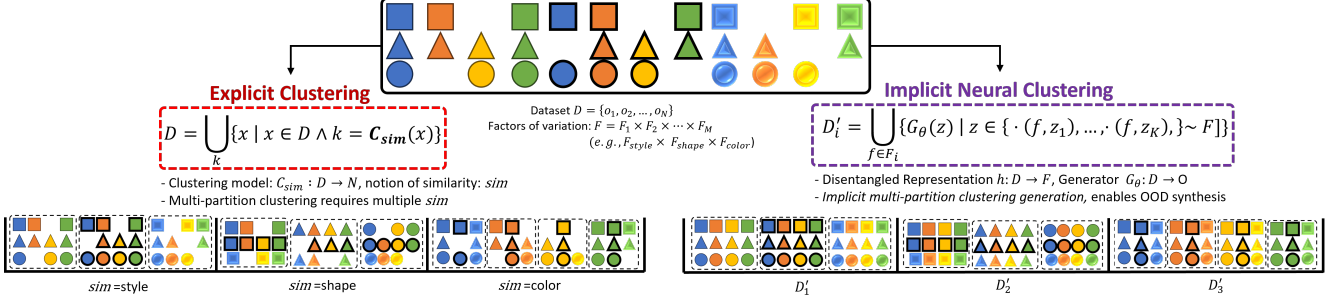 Explicit Clustering
D = ⋃_k {x | x ∈ D ∧ k = C_sim(x)}
- Clustering model: C_sim : D → N, notion of similarity: sim
- Multi-partition clustering requires multiple sim
Dataset D = {o_1, o_2, ..., o_N}
Factors of variation: F = F_1 × F_2 × ⋯ × F_M
(e.g., F_style × F_shape × F_color)
Implicit Neural Clustering
D'_i = ⋃_{f∈F_i} {G_θ(z) | z ∈ { · (f, z_1), ..., · (f, z_K), }~ F]}
- Disentangled Representation h: D → F, Generator G_θ: D → O
- Implicit multi-partition clustering generation, enables OOD synthesis
sim =style
sim =shape
sim =color
D'_1
D'_2
D'_3